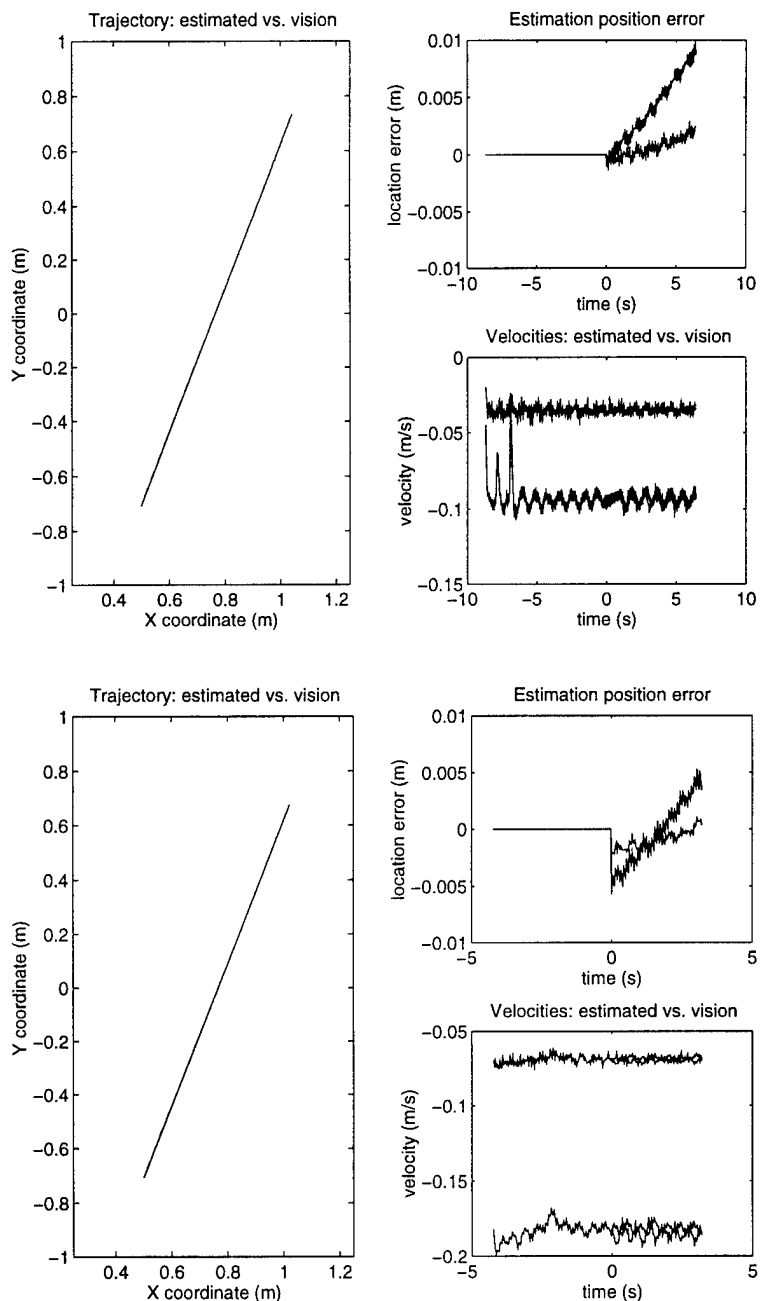 Trajectory: estimated vs. vision
1
0.8
0.6
0.4
0.2
0
−0.2
−0.4
−0.6
−0.8
−1
Y coordinate (m)
0.4 0.6 0.8 1 1.2
X coordinate (m)
Estimation position error
0.01
0.005
0
−0.005
−0.01
location error (m)
−10 −5 0 5 10
time (s)
Velocities: estimated vs. vision
0
−0.05
−0.1
−0.15
velocity (m/s)
−10 −5 0 5 10
time (s)
Trajectory: estimated vs. vision
1
0.8
0.6
0.4
0.2
0
−0.2
−0.4
−0.6
−0.8
−1
Y coordinate (m)
0.4 0.6 0.8 1 1.2
X coordinate (m)
Estimation position error
0.01
0.005
0
−0.005
−0.01
location error (m)
−5 0 5
time (s)
Velocities: estimated vs. vision
−0.05
−0.1
−0.15
−0.2
velocity (m/s)
−5 0 5
time (s)